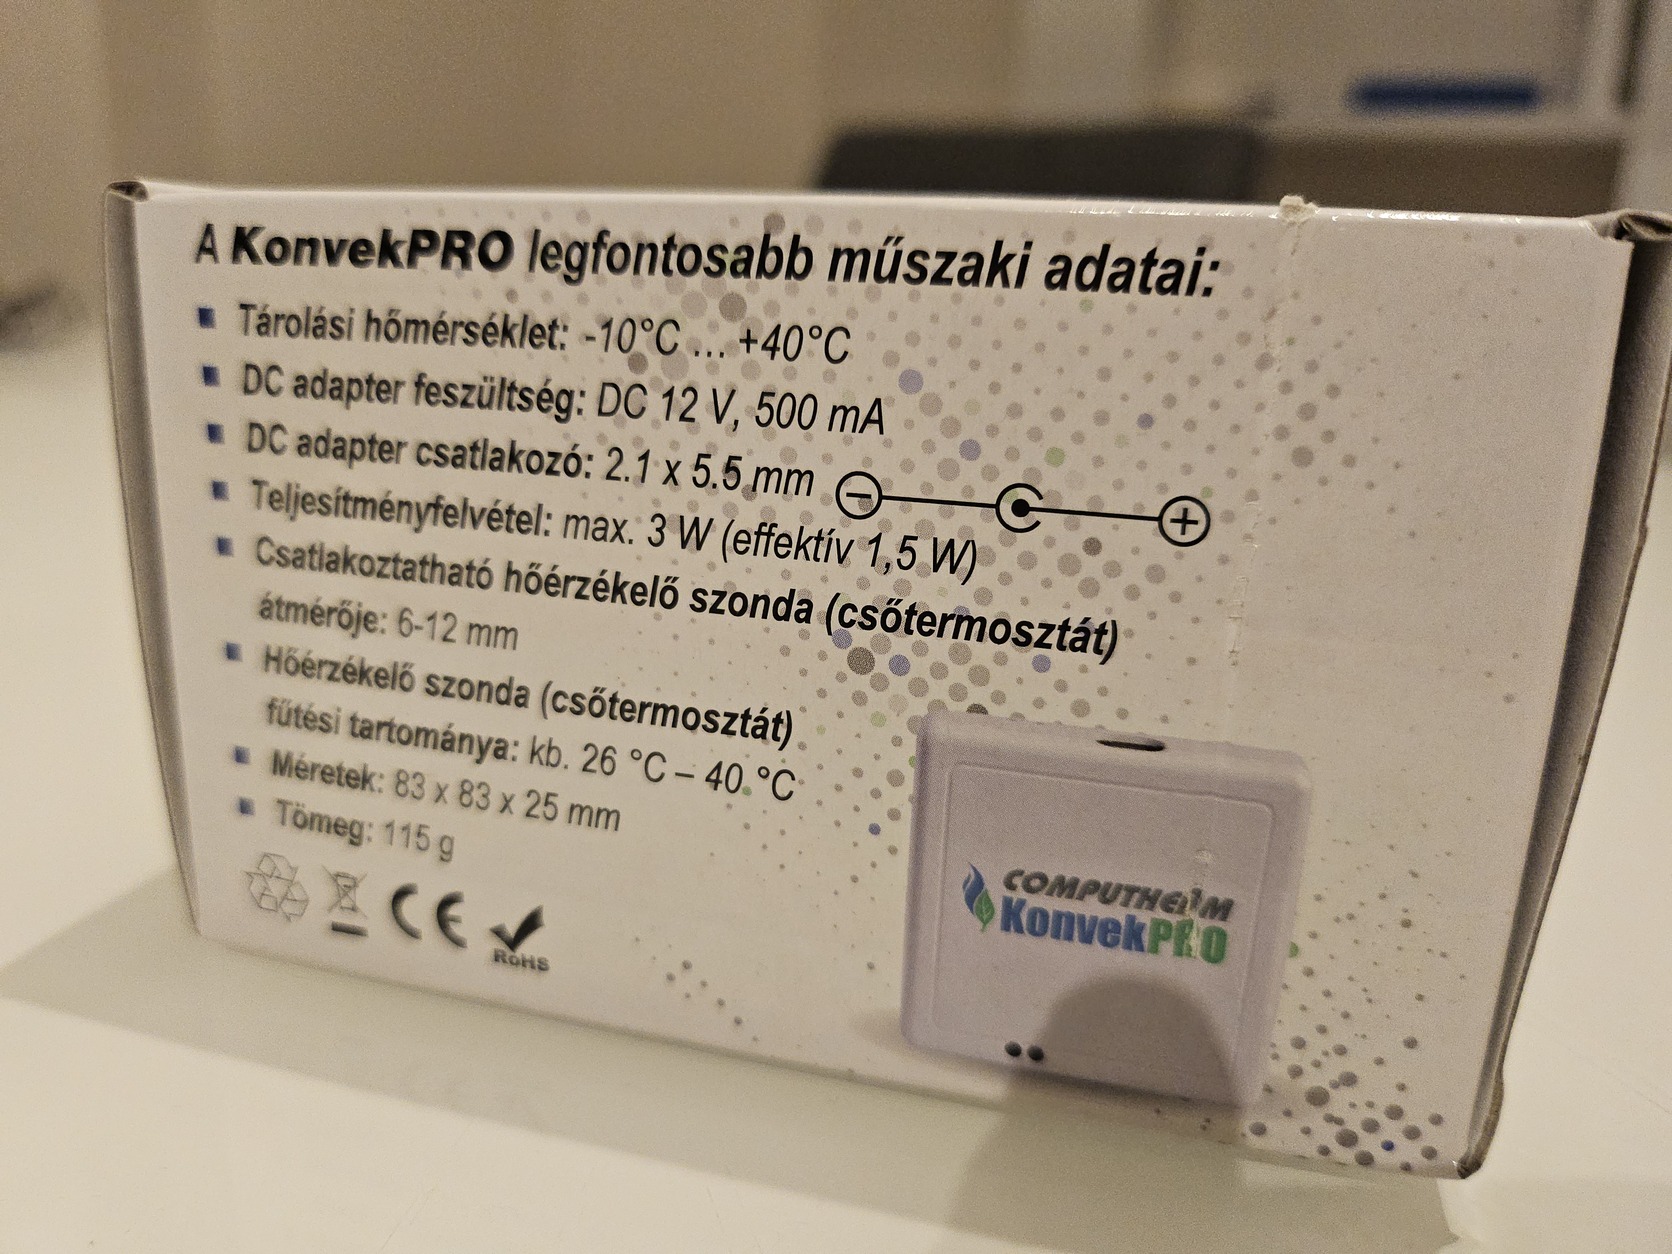 A KonvekPRO legfontosabb műszaki adatai:
Tárolási hőmérséklet: -10°C ... +40°C
DC adapter feszültség: DC 12 V, 500 mA
DC adapter csatlakozó: 2.1 x 5.5 mm
Teljesítményfelvétel: max. 3 W (effektív 1,5 W)
Csatlakoztatható hőérzékelő szonda (csőtermosztát)
átmérője: 6-12 mm
Hőérzékelő szonda (csőtermosztát)
fűtési tartománya: kb. 26 °C – 40 °C
Méretek: 83 x 83 x 25 mm
Tömeg: 115 g
CE
RoHS
COMPUTHERM
KonvekPRO